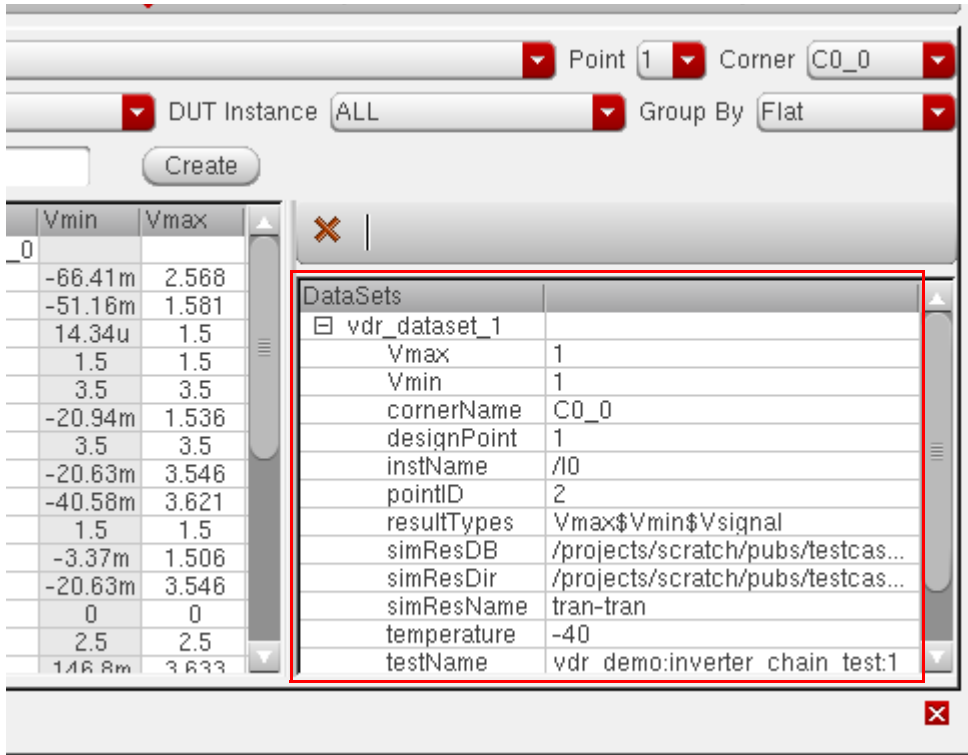 Point 1 Corner C0_0
DUT Instance ALL Group By Flat
Create
Vmin Vmax
_0
-66.41m 2.568
-51.16m 1.581
14.34u 1.5
1.5 1.5
3.5 3.5
-20.94m 1.536
3.5 3.5
-20.63m 3.546
-40.58m 3.621
1.5 1.5
-3.37m 1.506
-20.63m 3.546
0 0
2.5 2.5
146.8m 3.633
DataSets
vdr_dataset_1
Vmax 1
Vmin 1
cornerName C0_0
designPoint 1
instName /I0
pointID 2
resultTypes Vmax$Vmin$Vsignal
simResDB /projects/scratch/pubs/testcas...
simResDir /projects/scratch/pubs/testcas...
simResName tran-tran
temperature -40
testName vdr_demo:inverter_chain_test:1